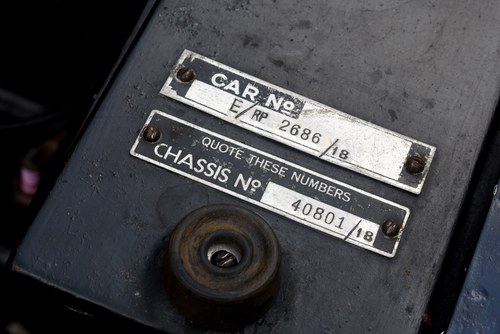 CAR Nº E/RP 2686/18
QUOTE THESE NUMBERS
CHASSIS Nº 40801/18